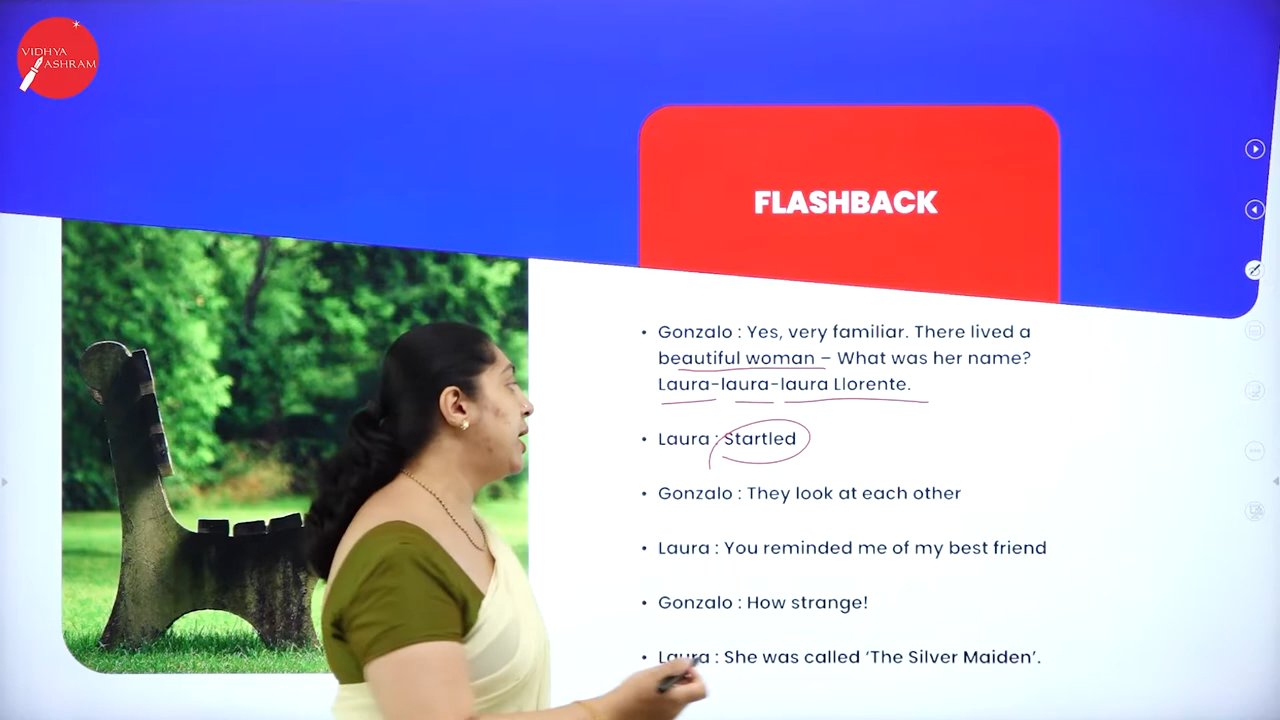 VIDHYA
ASHRAM
FLASHBACK
• Gonzalo : Yes, very familiar. There lived a
beautiful woman – What was her name?
Laura-laura-laura Llorente.
• Laura : Startled
• Gonzalo : They look at each other
• Laura : You reminded me of my best friend
• Gonzalo : How strange!
• Laura : She was called ‘The Silver Maiden’.